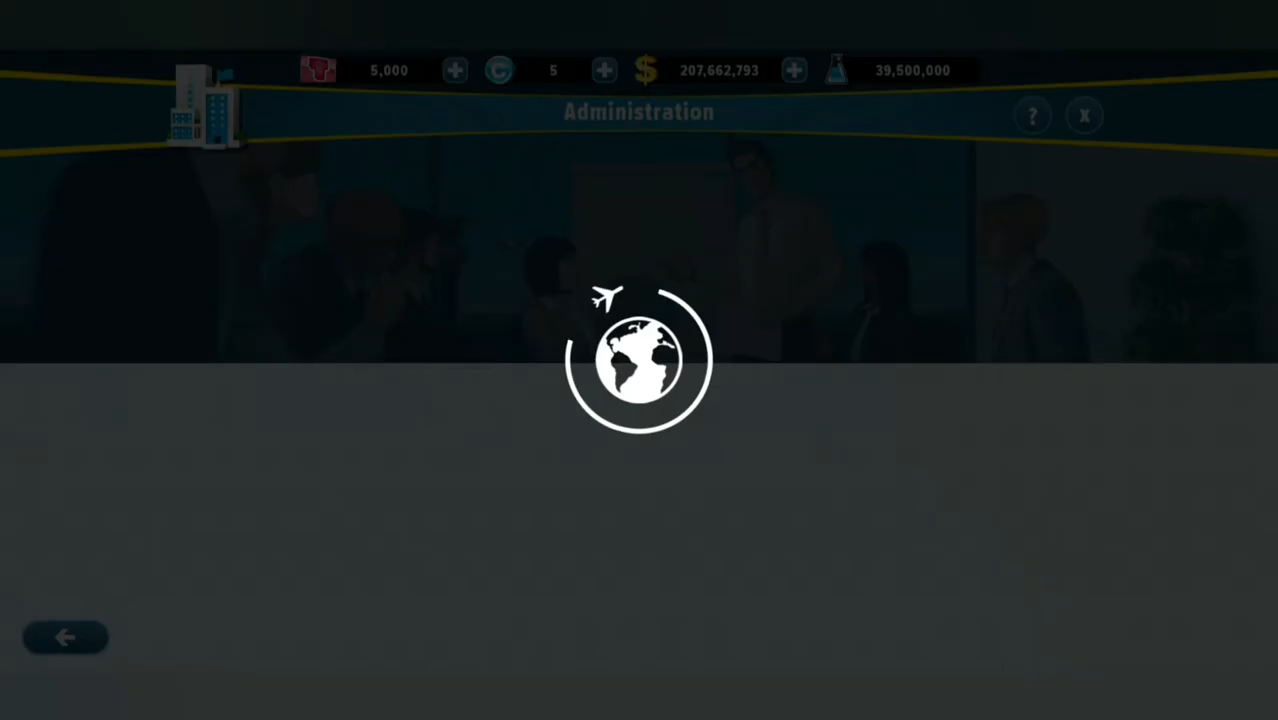 5,000
5
207,662,793
39,500,000
Administration
?
x